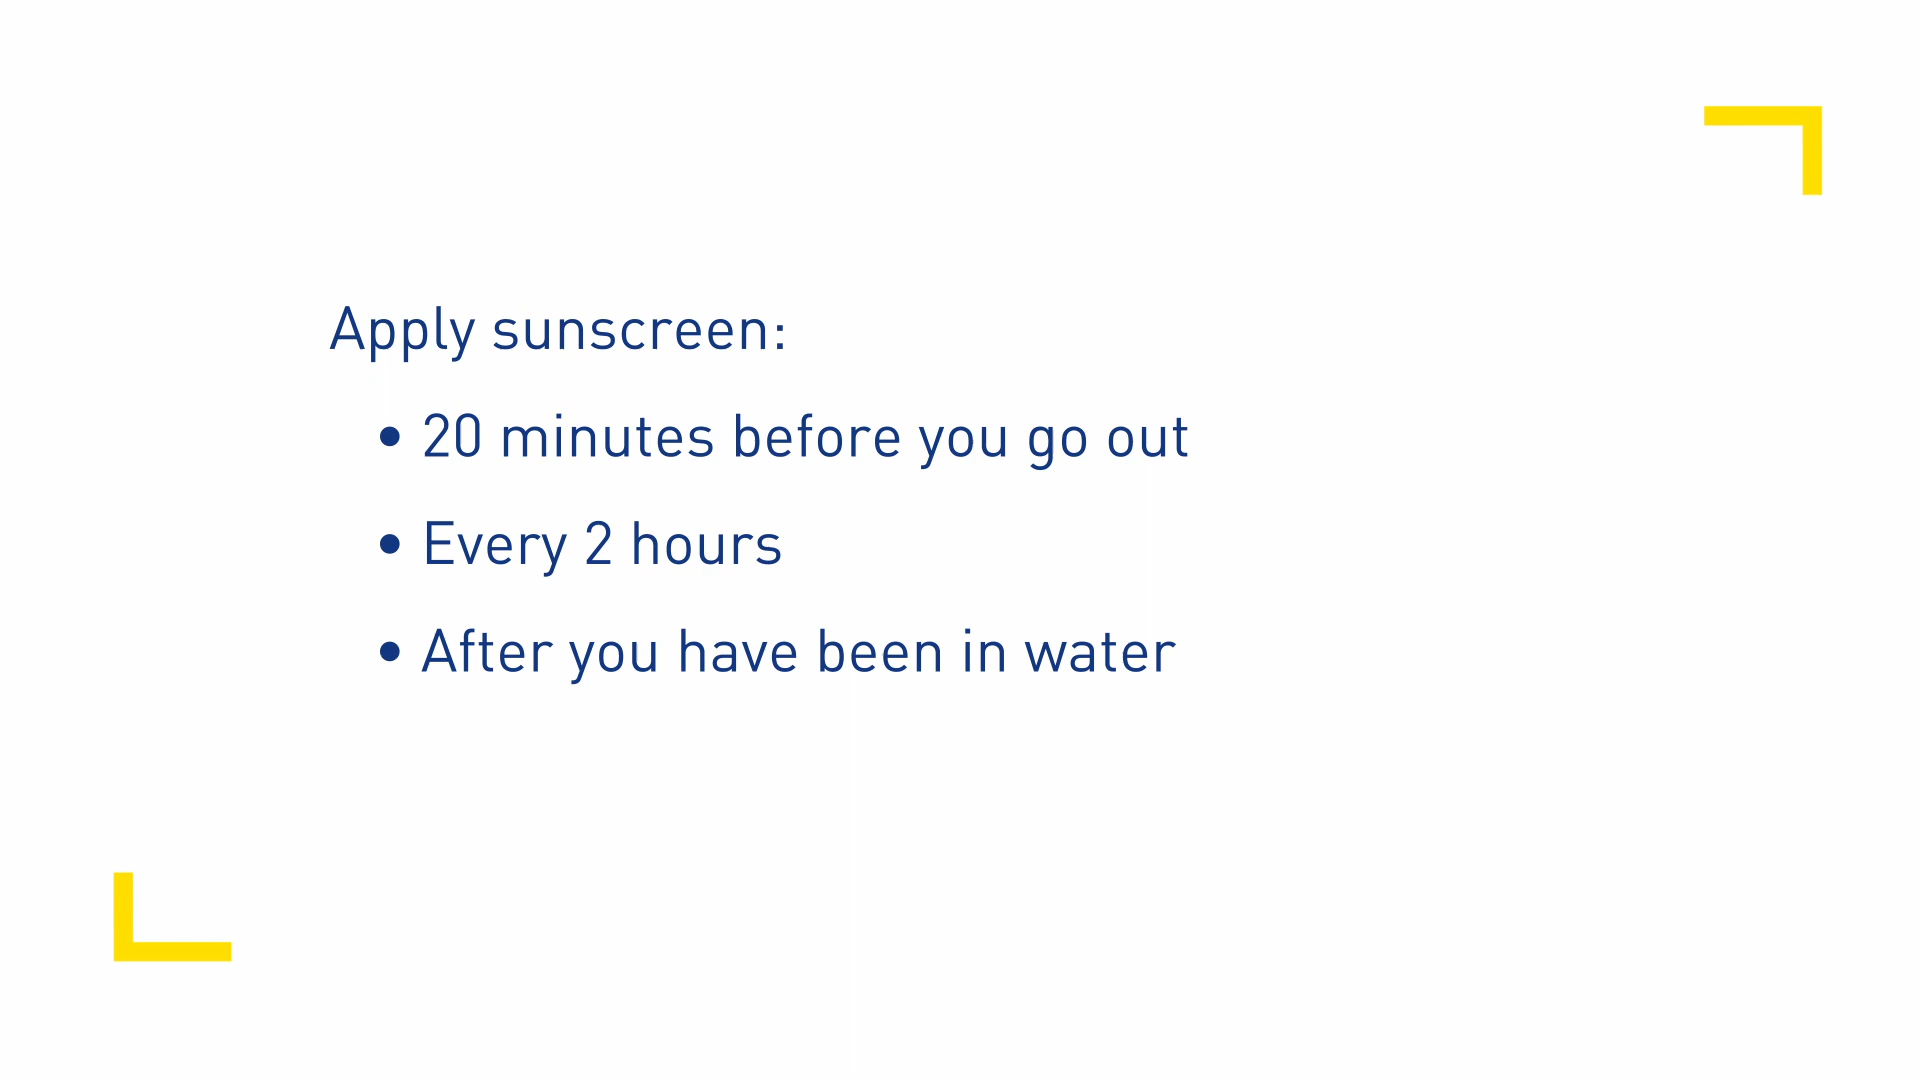 Apply sunscreen:
• 20 minutes before you go out
• Every 2 hours
• After you have been in water